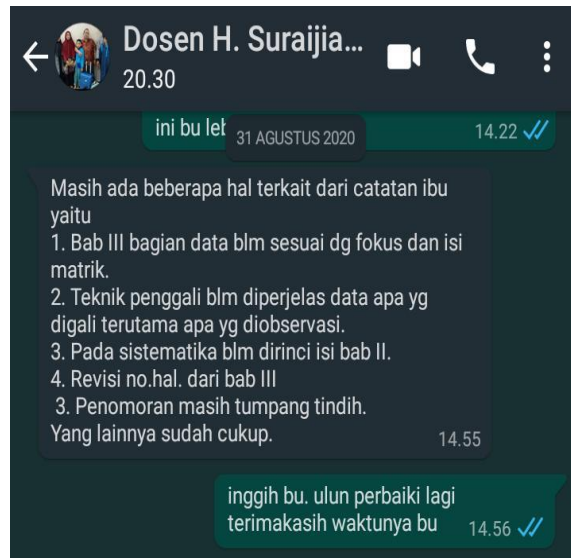 Dosen H. Suraijia...
20.30
ini bu
31 AGUSTUS 2020
14.22
Masih ada beberapa hal terkait dari catatan ibu
yaitu
1. Bab III bagian data blm sesuai dg fokus dan isi
matrik.
2. Teknik penggali blm diperjelas data apa yg
digali terutama apa yg diobservasi.
3. Pada sistematika blm dirinci isi bab II.
4. Revisi no.hal. dari bab III
3. Penomoran masih tumpang tindih.
Yang lainnya sudah cukup.
14.55
inggih bu. ulun perbaiki lagi
terimakasih waktunya bu
14.56